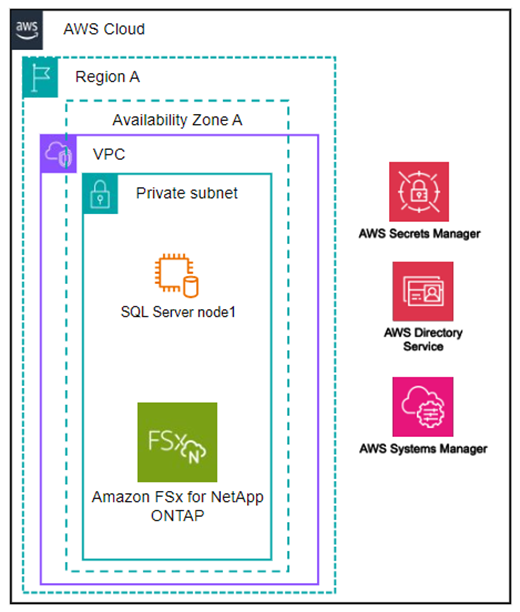 aws
AWS Cloud
Region A
Availability Zone A
VPC
Private subnet
SQL Server node1
FSx
N
Amazon FSx for NetApp
ONTAP
AWS Secrets Manager
AWS Directory
Service
AWS Systems Manager